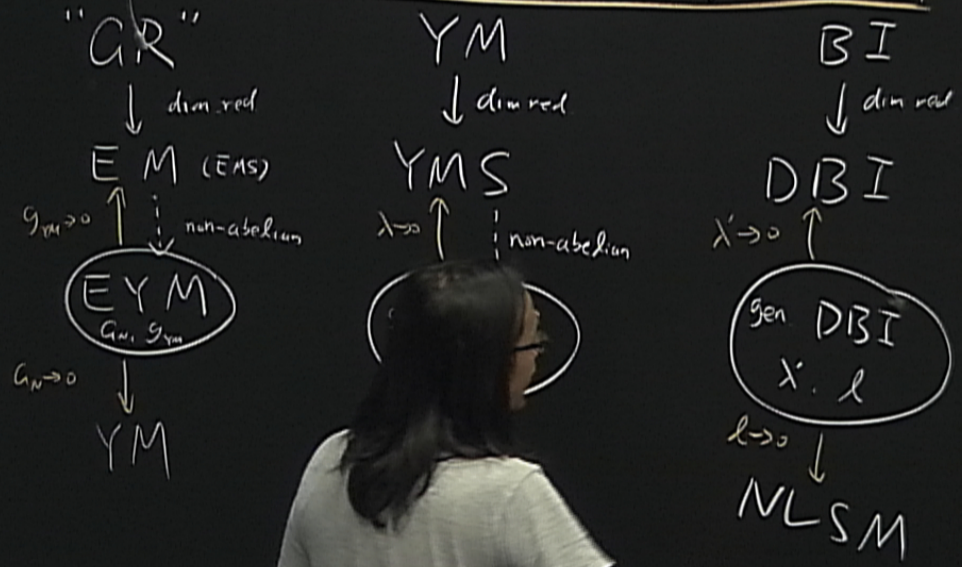 "GR"
dim red
EM (EMS)
g_YM→0
non-abelian
EYM
G_N, g_YM
G_N→0
YM
YM
dim red
YMS
λ→0
non-abelian
BI
dim red
DBI
λ'→0
gen DBI
λ'. l
l→0
NLSM